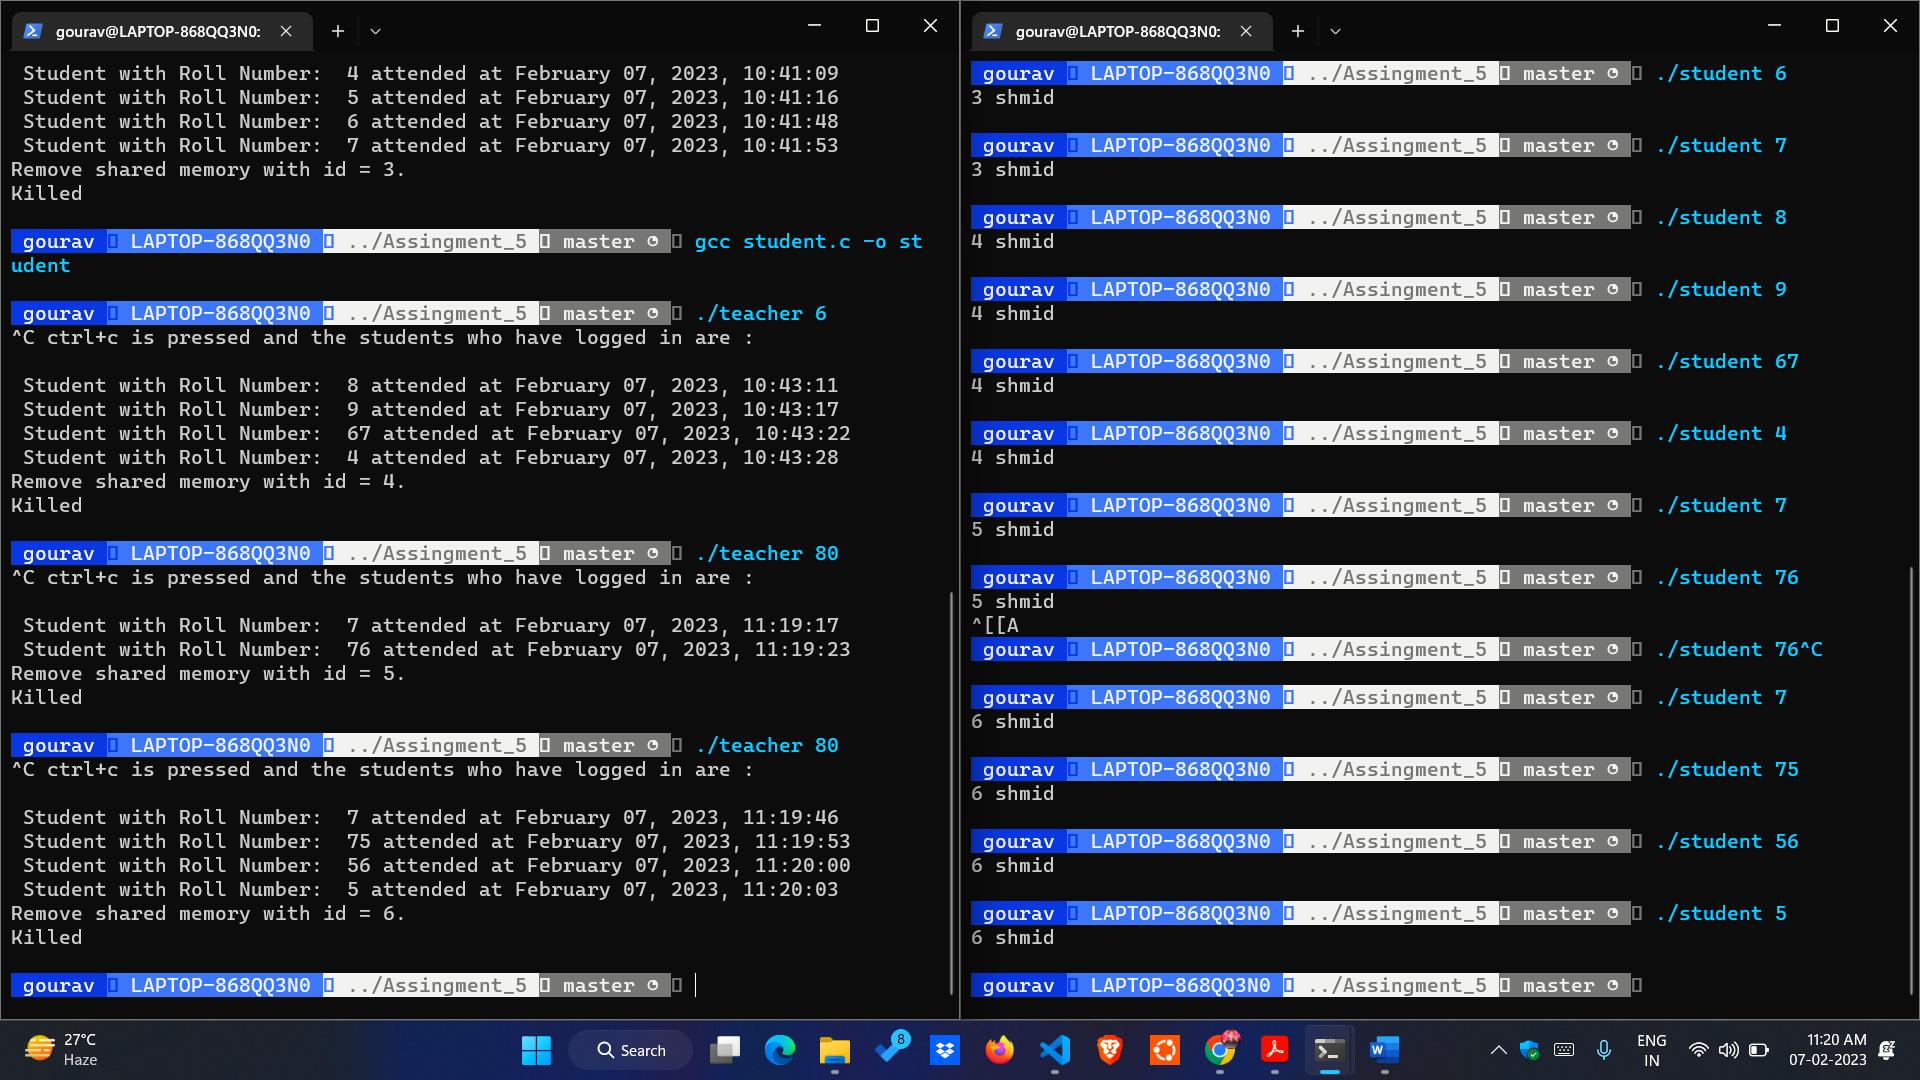 gourav@LAPTOP-868QQ3N0:
Student with Roll Number:  4 attended at February 07, 2023, 10:41:09
Student with Roll Number:  5 attended at February 07, 2023, 10:41:16
Student with Roll Number:  6 attended at February 07, 2023, 10:41:48
Student with Roll Number:  7 attended at February 07, 2023, 10:41:53
Remove shared memory with id = 3.
Killed
gourav LAPTOP-868QQ3N0 ../Assingment_5 master gcc student.c -o st
udent
gourav LAPTOP-868QQ3N0 ../Assingment_5 master ./teacher 6
^C ctrl+c is pressed and the students who have logged in are :
Student with Roll Number:  8 attended at February 07, 2023, 10:43:11
Student with Roll Number:  9 attended at February 07, 2023, 10:43:17
Student with Roll Number:  67 attended at February 07, 2023, 10:43:22
Student with Roll Number:  4 attended at February 07, 2023, 10:43:28
Remove shared memory with id = 4.
Killed
gourav LAPTOP-868QQ3N0 ../Assingment_5 master ./teacher 80
^C ctrl+c is pressed and the students who have logged in are :
Student with Roll Number:  7 attended at February 07, 2023, 11:19:17
Student with Roll Number:  76 attended at February 07, 2023, 11:19:23
Remove shared memory with id = 5.
Killed
gourav LAPTOP-868QQ3N0 ../Assingment_5 master ./teacher 80
^C ctrl+c is pressed and the students who have logged in are :
Student with Roll Number:  7 attended at February 07, 2023, 11:19:46
Student with Roll Number:  75 attended at February 07, 2023, 11:19:53
Student with Roll Number:  56 attended at February 07, 2023, 11:20:00
Student with Roll Number:  5 attended at February 07, 2023, 11:20:03
Remove shared memory with id = 6.
Killed
gourav LAPTOP-868QQ3N0 ../Assingment_5 master
gourav@LAPTOP-868QQ3N0:
gourav LAPTOP-868QQ3N0 ../Assingment_5 master ./student 6
3 shmid
gourav LAPTOP-868QQ3N0 ../Assingment_5 master ./student 7
3 shmid
gourav LAPTOP-868QQ3N0 ../Assingment_5 master ./student 8
4 shmid
gourav LAPTOP-868QQ3N0 ../Assingment_5 master ./student 9
4 shmid
gourav LAPTOP-868QQ3N0 ../Assingment_5 master ./student 67
4 shmid
gourav LAPTOP-868QQ3N0 ../Assingment_5 master ./student 4
4 shmid
gourav LAPTOP-868QQ3N0 ../Assingment_5 master ./student 7
5 shmid
gourav LAPTOP-868QQ3N0 ../Assingment_5 master ./student 76
5 shmid
^[[A
gourav LAPTOP-868QQ3N0 ../Assingment_5 master ./student 76^C
gourav LAPTOP-868QQ3N0 ../Assingment_5 master ./student 7
6 shmid
gourav LAPTOP-868QQ3N0 ../Assingment_5 master ./student 75
6 shmid
gourav LAPTOP-868QQ3N0 ../Assingment_5 master ./student 56
6 shmid
gourav LAPTOP-868QQ3N0 ../Assingment_5 master ./student 5
6 shmid
gourav LAPTOP-868QQ3N0 ../Assingment_5 master
27°C
Haze
Search
8
ENG
IN
11:20 AM
07-02-2023